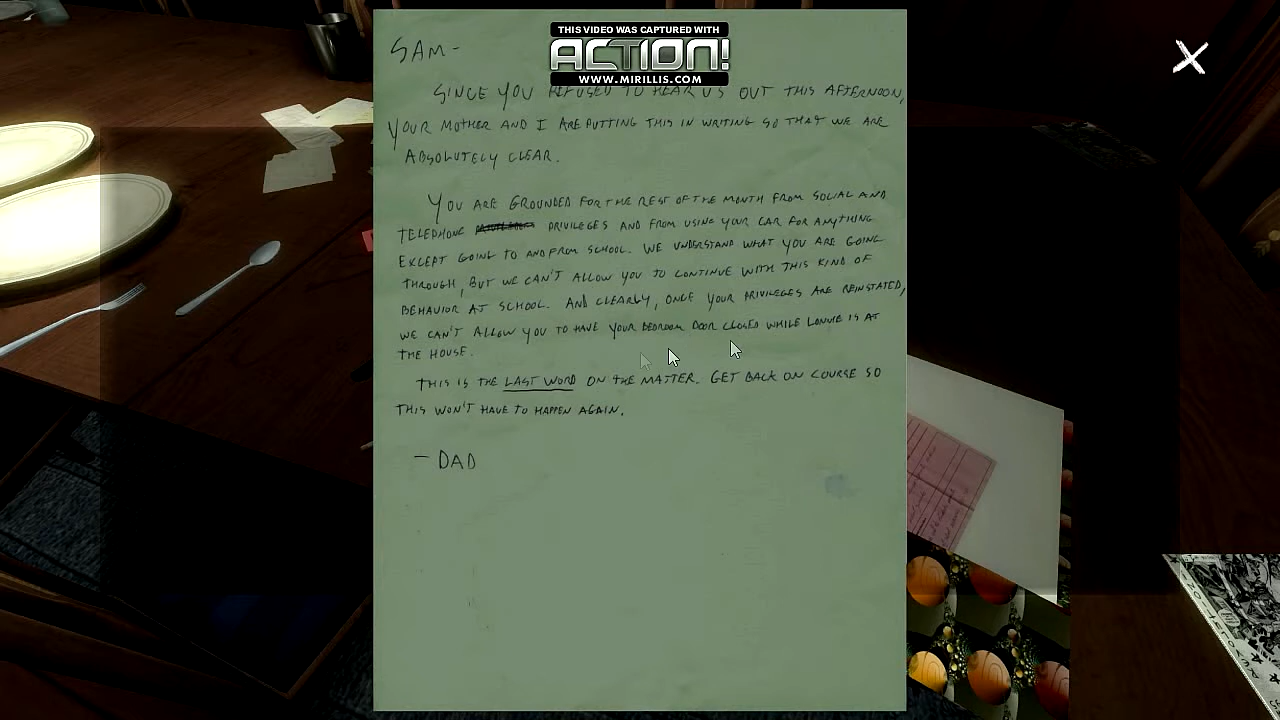 THIS VIDEO WAS CAPTURED WITH
ACTION!
WWW.MIRILLIS.COM
SAM-
SINCE YOU REFUSED TO HEAR US OUT THIS AFTERNOON,
YOUR MOTHER AND I ARE PUTTING THIS IN WRITING SO THAT WE ARE
ABSOLUTELY CLEAR.
YOU ARE GROUNDED FOR THE REST OF THE MONTH FROM SOCIAL AND
TELEPHONE PRIVILEGES AND FROM USING YOUR CAR FOR ANYTHING
EXCEPT GOING TO AND FROM SCHOOL. WE UNDERSTAND WHAT YOU ARE GOING
THROUGH, BUT WE CAN'T ALLOW YOU TO CONTINUE WITH THIS KIND OF
BEHAVIOR AT SCHOOL. AND CLEARLY, ONCE YOUR PRIVILEGES ARE REINSTATED,
WE CAN'T ALLOW YOU TO HAVE YOUR BEDROOM DOOR CLOSED WHILE LONNIE IS AT
THE HOUSE.
THIS IS THE LAST WORD ON THE MATTER. GET BACK ON COURSE SO
THIS WON'T HAVE TO HAPPEN AGAIN.
- DAD